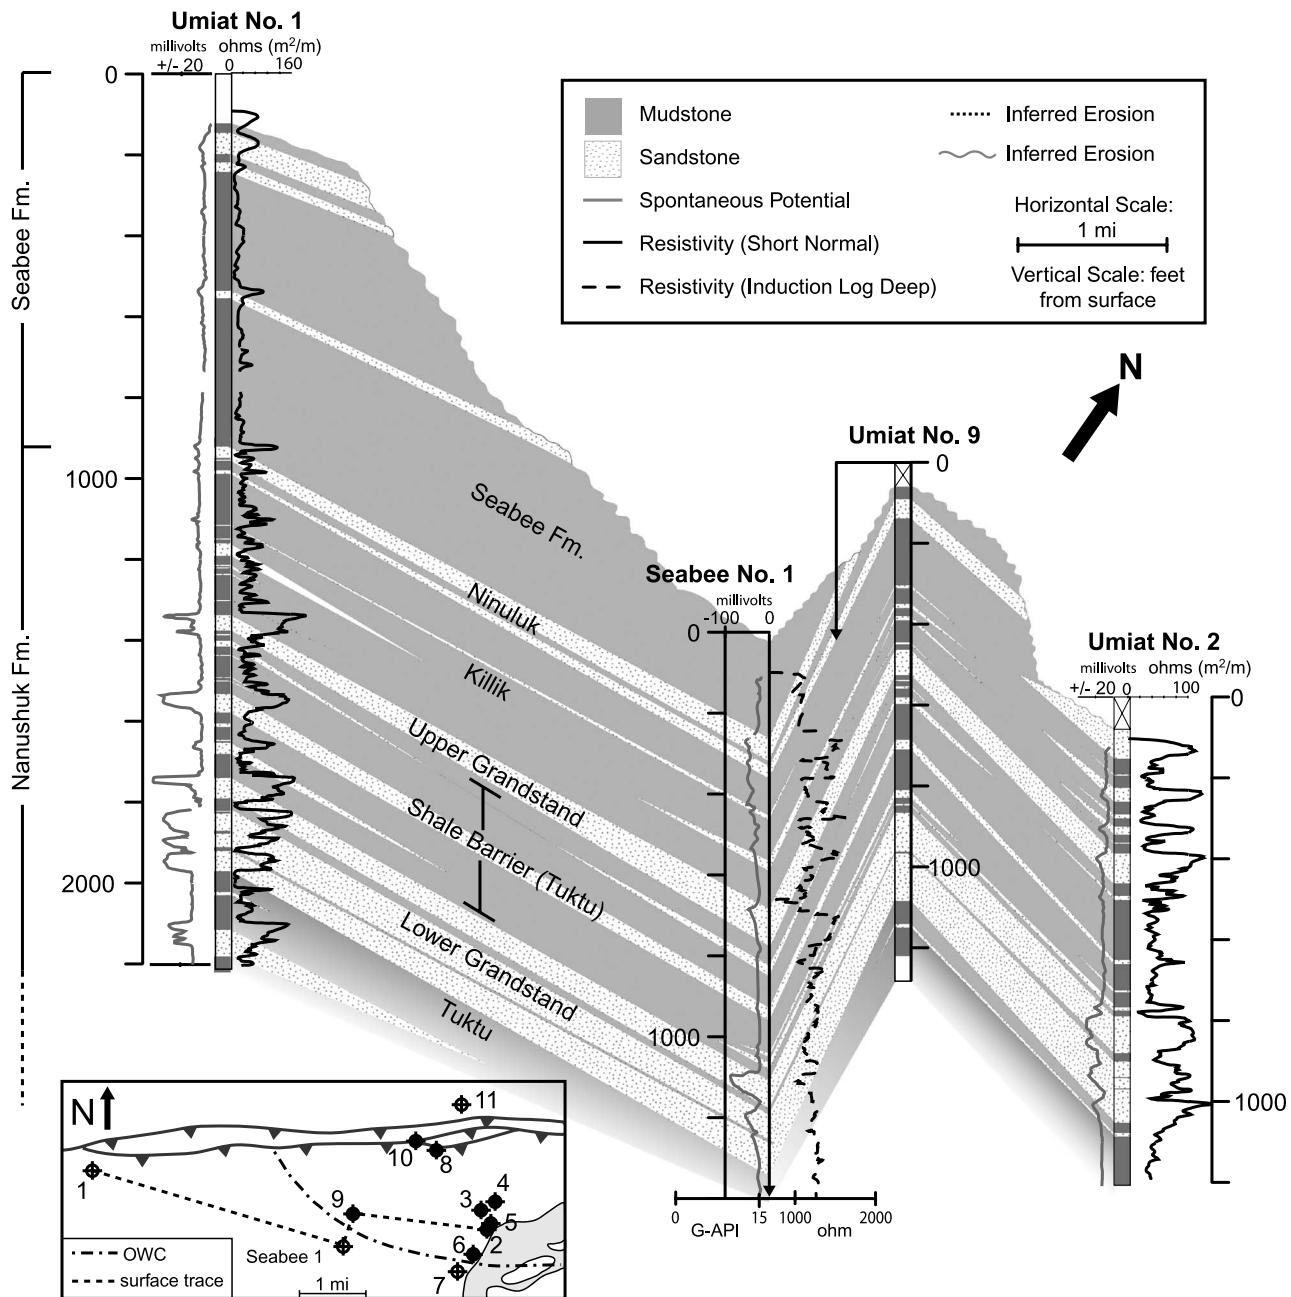 Umiat No. 1
millivolts ohms (m²/m)
+/- 20 0 160
0
1000
2000
Seabee Fm.
Nanushuk Fm.
Mudstone
Sandstone
Spontaneous Potential
Resistivity (Short Normal)
Resistivity (Induction Log Deep)
Inferred Erosion
Inferred Erosion
Horizontal Scale:
1 mi
Vertical Scale: feet
from surface
N
Umiat No. 9
0
1000
Seabee No. 1
millivolts
-100 0
0
1000
0 15 1000 2000
G-API ohm
Umiat No. 2
millivolts ohms (m²/m)
+/- 20 0 100
0
1000
Seabee Fm.
Ninuluk
Killik
Upper Grandstand
Shale Barrier (Tuktu)
Lower Grandstand
Tuktu
N
11
10
8
1
4
3
9
5
6
2
7
Seabee 1
OWC
surface trace
1 mi